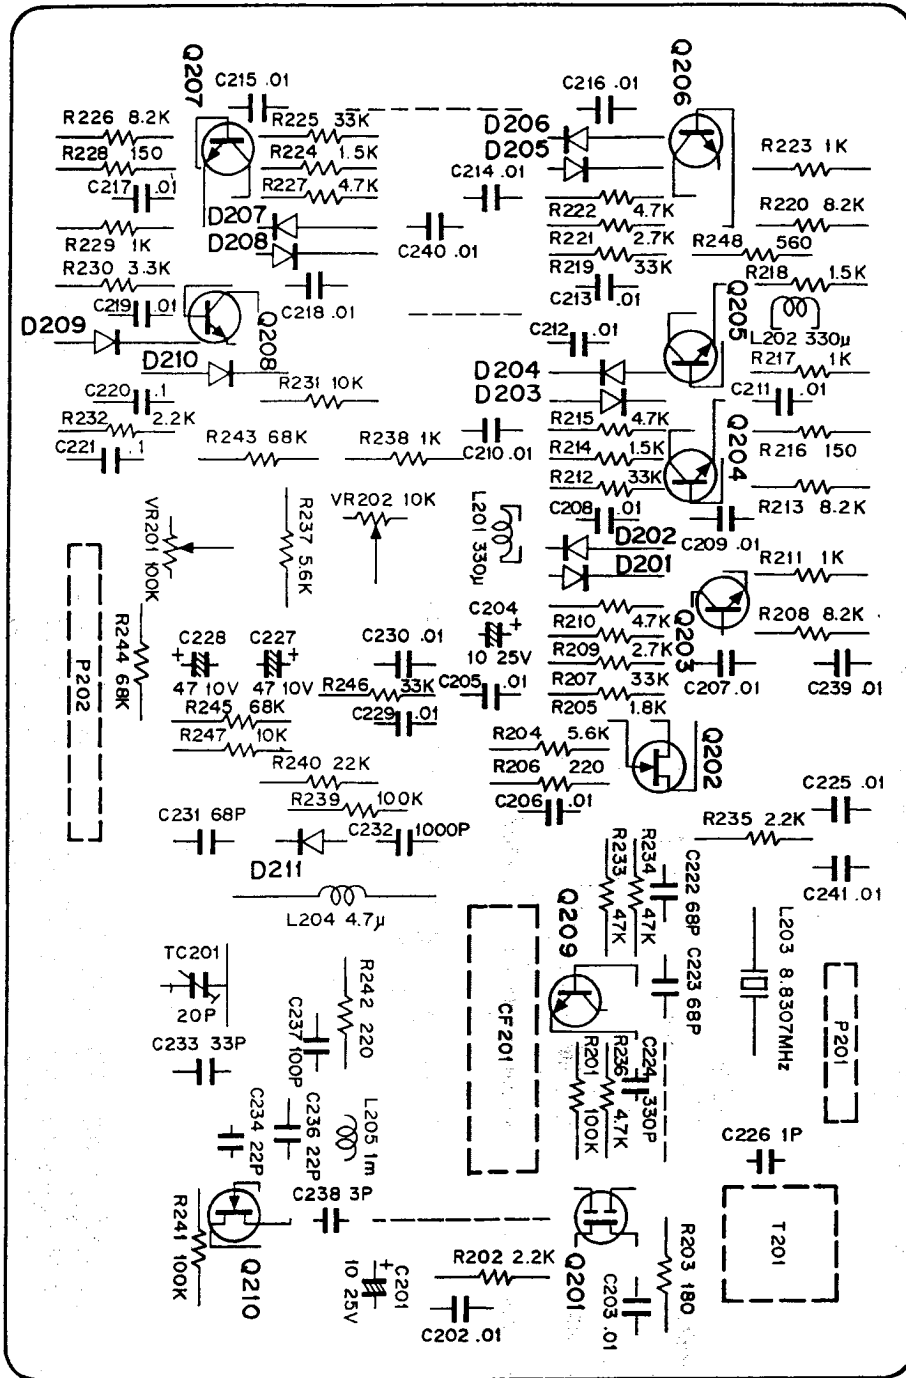 Q207
C215 .01
C216 .01
Q206
R226 8.2K
R225 33K
D206
R228 150
R224 1.5K
D205
R223 1K
C217 .01
R227 4.7K
C214 .01
D207
R222 4.7K
R220 8.2K
R229 1K
D208
C240 .01
R221 2.7K
R248 560
R230 3.3K
R219 33K
R218 1.5K
C219 .01
C218 .01
C213 .01
D209
Q208
C212 .01
Q205
L202 330μ
D210
D204
R217 1K
C220 .1
R231 10K
D203
C211 .01
R232 2.2K
R215 4.7K
C221 .1
R243 68K
R238 1K
C210 .01
R214 1.5K
Q204
R216 150
R212 33K
VR201 100K
R237 5.6K
VR202 10K
L201 330μ
C208 .01
R213 8.2K
D202
C209 .01
D201
R211 1K
P202
R244 68K
C228
+
47 10V
C227
+
47 10V
C230 .01
C204
+
10 25V
R210 4.7K
Q203
R208 8.2K
R209 2.7K
R246 33K
C205 .01
R207 33K
C207 .01
C239 .01
R245 68K
C229 .01
R205 1.8K
R247 10K
R204 5.6K
Q202
R240 22K
R206 220
R239 100K
C206 .01
C225 .01
C231 68P
C232 1000P
R235 2.2K
D211
R233 47K
R234 47K
C222 68P
C241 .01
L204 4.7μ
Q209
L203 8.8307MHz
TC201
20P
R242 220
CF201
C223 68P
P201
C233 33P
C237 100P
R201 100K
R236 4.7K
C224 330P
C234 22P
C236 22P
L205 1m
C226 1P
R241 100K
C238 3P
Q210
C201
+
10 25V
R202 2.2K
Q201
R203 180
T201
C202 .01
C203 .01